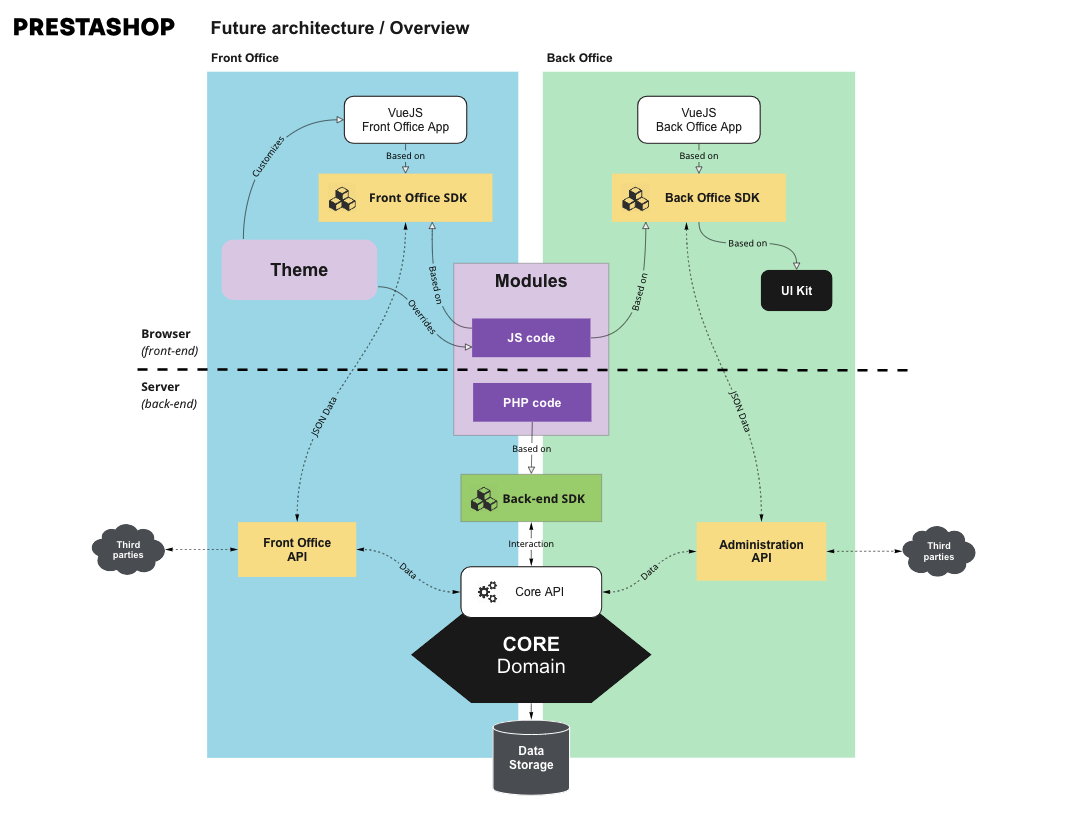 PRESTASHOP
Future architecture / Overview
Front Office
Back Office
VueJS
Front Office App
VueJS
Back Office App
Customizes
Based on
Based on
Front Office SDK
Back Office SDK
Theme
Based on
Based on
Modules
Based on
UI Kit
Overrides
JS code
Browser
(front-end)
Server
(back-end)
PHP code
JSON Data
JSON Data
Based on
Back-end SDK
Third
parties
Front Office
API
Interaction
Administration
API
Third
parties
Data
Data
Core API
CORE
Domain
Data
Storage